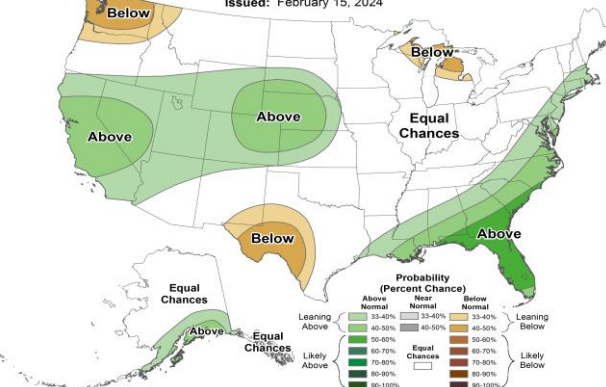 Issued: February 15, 2024
Below
Below
Above
Above
Equal
Chances
Below
Above
Equal
Chances
Above
Equal
Chances
Probability
(Percent Chance)
Above
Normal
Near
Normal
Below
Normal
Leaning
Above
33-40%
33-40%
33-40%
Leaning
Below
40-50%
40-50%
40-50%
Likely
Above
50-60%
50-60%
Likely
Below
60-70%
60-70%
70-80%
70-80%
80-90%
80-90%
90-100%
90-100%
Equal
Chances